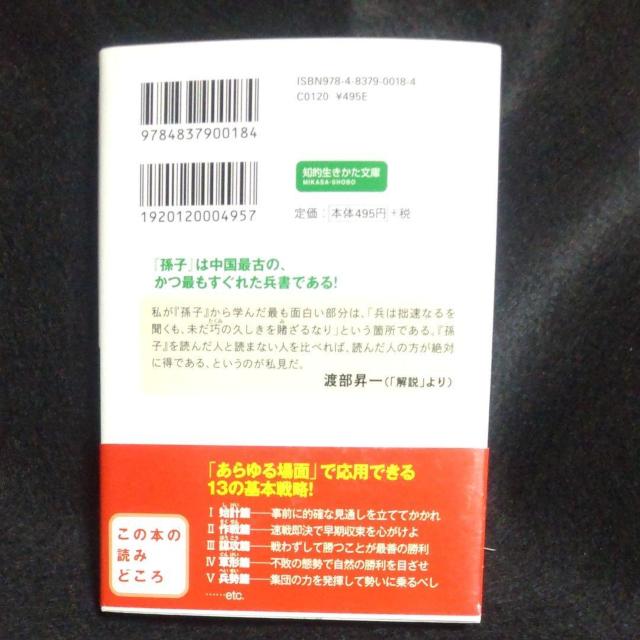 ISBN978-4-8379-0018-4
C0120 ¥495E
9784837900184
知的生きかた文庫
MIKASA-SHOBO
1920120004957
定価:本体495円+税
『孫子』は中国最古の、
かつ最もすぐれた兵書である!
私が『孫子』から学んだ最も面白い部分は、「兵は拙速なるを
聞くも、未だ巧の久しきを賭ざるなり」という箇所である。『孫
子』を読んだ人と読まない人を比べれば、読んだ人の方が絶対
に得である、というのが私見だ。
渡部昇一(「解説」より)
「あらゆる場面」で応用できる
13の基本戦略!
この本の
読み
どころ
Ⅰ 始計篇──事前に的確な見通しを立ててかかれ
Ⅱ 作戦篇──速戦即決で早期収束を心がけよ
Ⅲ 謀攻篇──戦わずして勝つことが最善の勝利
Ⅳ 軍形篇──不敗の態勢で自然の勝利を目ざせ
Ⅴ 兵勢篇──集団の力を発揮して勢いに乗るべし
……etc.